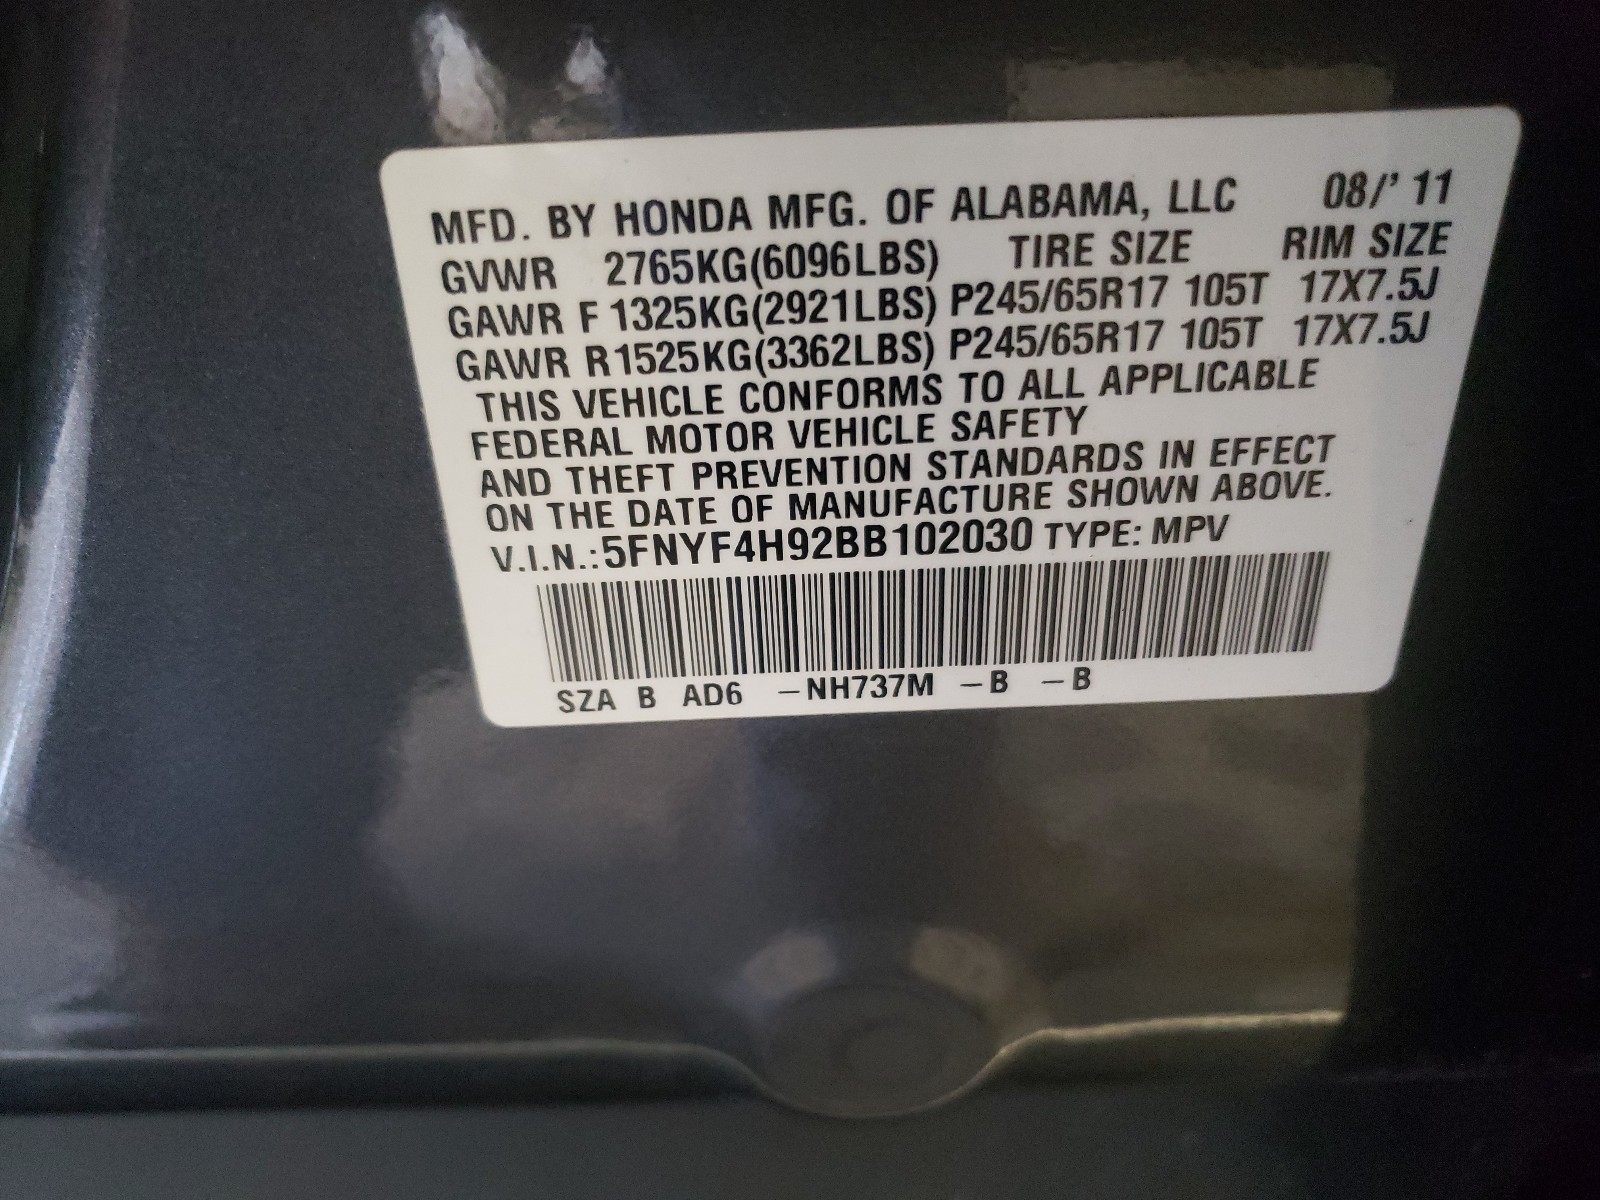 MFD. BY HONDA MFG. OF ALABAMA, LLC 08/' 11
GVWR 2765KG(6096LBS) TIRE SIZE RIM SIZE
GAWR F 1325KG(2921LBS) P245/65R17 105T 17X7.5J
GAWR R 1525KG(3362LBS) P245/65R17 105T 17X7.5J
THIS VEHICLE CONFORMS TO ALL APPLICABLE
FEDERAL MOTOR VEHICLE SAFETY
AND THEFT PREVENTION STANDARDS IN EFFECT
ON THE DATE OF MANUFACTURE SHOWN ABOVE.
V.I.N.:5FNYF4H92BB102030 TYPE: MPV
SZA B AD6 –NH737M –B –B